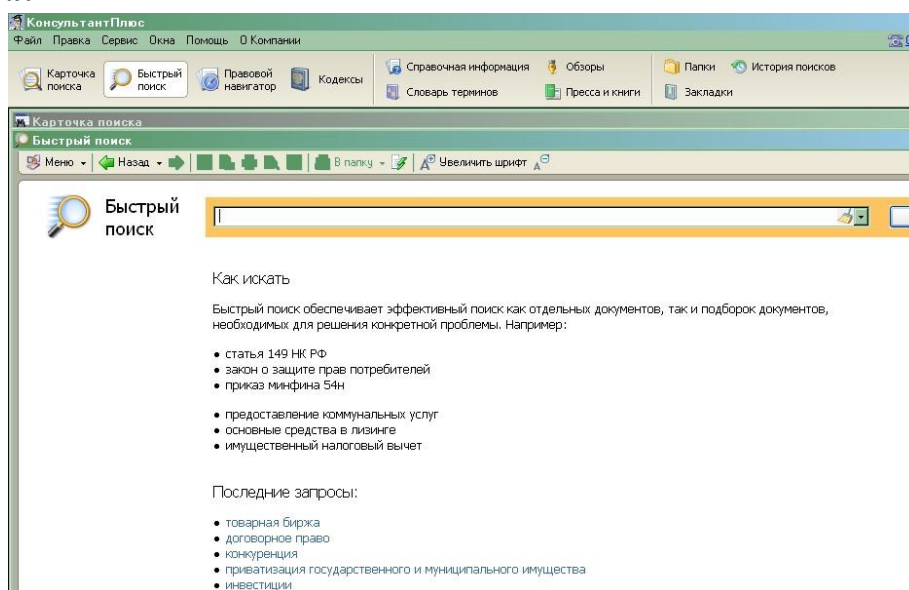 КонсультантПлюс
Файл Правка Сервис Окна Помощь О Компании
Карточка поиска
Быстрый поиск
Правовой навигатор
Кодексы
Справочная информация
Словарь терминов
Обзоры
Пресса и книги
Папки
Закладки
История поисков
Карточка поиска
Быстрый поиск
Меню Назад В папку Увеличить шрифт
Быстрый
поиск
Как искать
Быстрый поиск обеспечивает эффективный поиск как отдельных документов, так и подборок документов,
необходимых для решения конкретной проблемы. Например:
• статья 149 НК РФ
• закон о защите прав потребителей
• приказ минфина 54н
• предоставление коммунальных услуг
• основные средства в лизинге
• имущественный налоговый вычет
Последние запросы:
• товарная биржа
• договорное право
• конкуренция
• приватизация государственного и муниципального имущества
• инвестиции